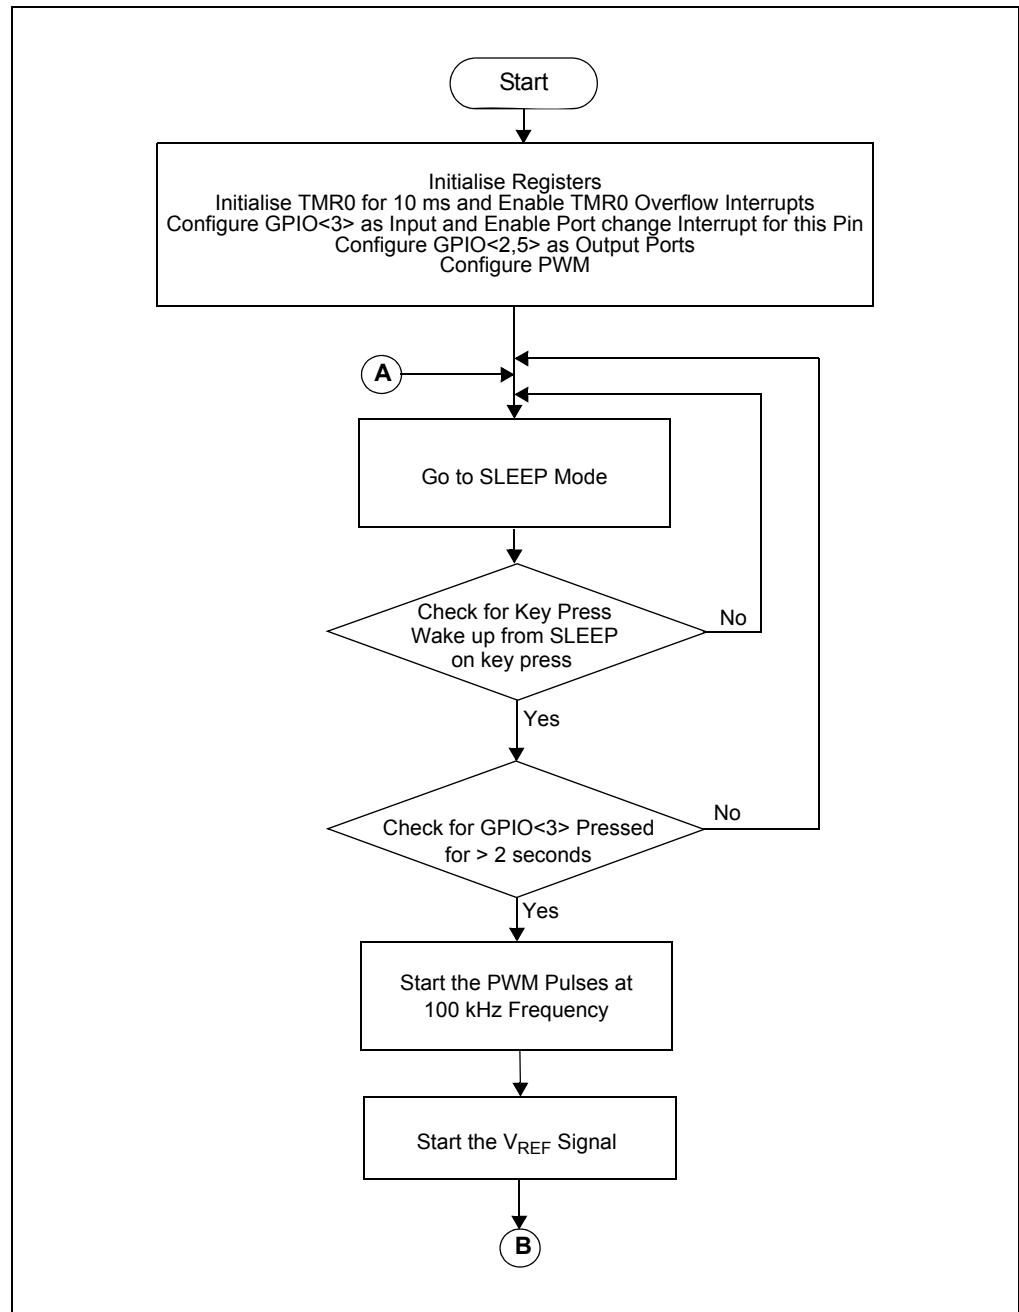 Start
Initialise Registers
Initialise TMR0 for 10 ms and Enable TMR0 Overflow Interrupts
Configure GPIO<3> as Input and Enable Port change Interrupt for this Pin
Configure GPIO<2,5> as Output Ports
Configure PWM
A
Go to SLEEP Mode
Check for Key Press
Wake up from SLEEP
on key press
No
Yes
Check for GPIO<3> Pressed
for > 2 seconds
No
Yes
Start the PWM Pulses at
100 kHz Frequency
Start the VREF Signal
B